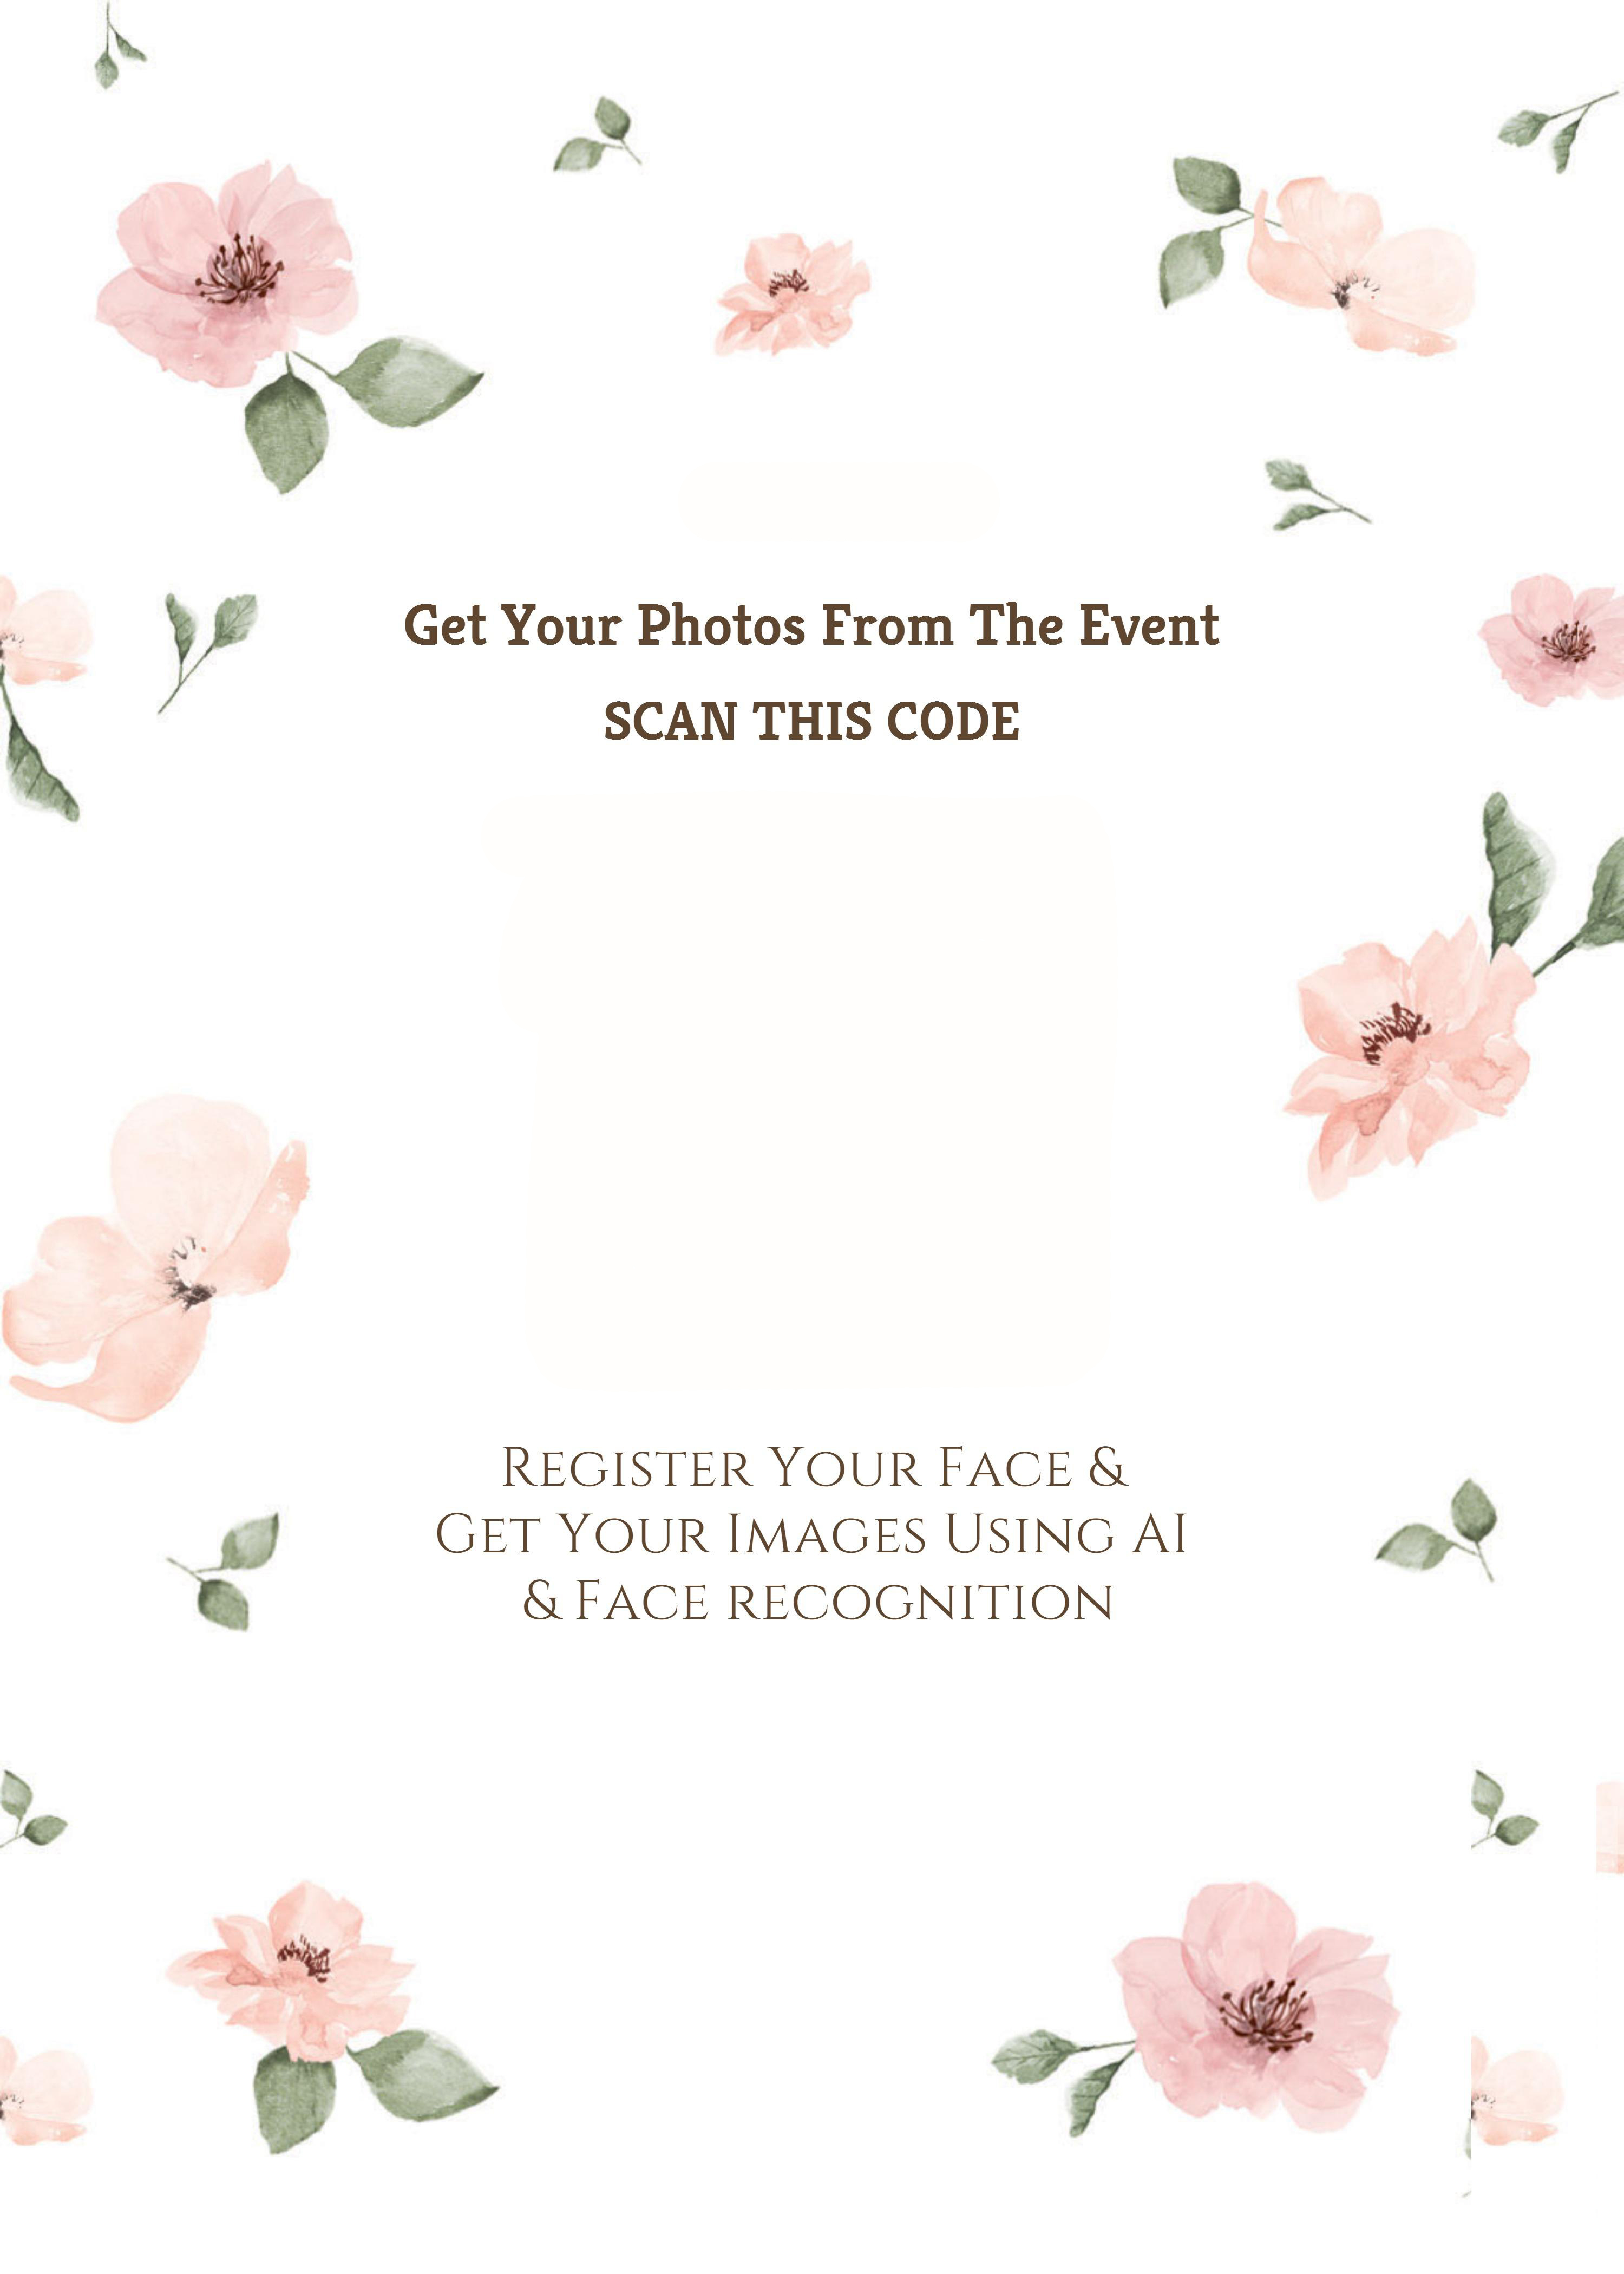 Get Your Photos From The Event
SCAN THIS CODE
Register Your Face &
Get Your Images Using AI
& Face recognition